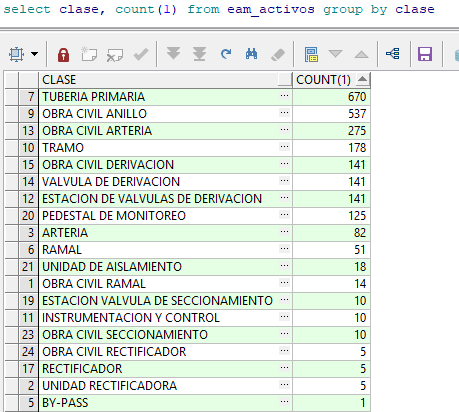 select clase, count(1) from eam_activos group by clase
CLASE COUNT(1)
7 TUBERIA PRIMARIA ... 670
9 OBRA CIVIL ANILLO ... 537
13 OBRA CIVIL ARTERIA ... 275
10 TRAMO ... 178
15 OBRA CIVIL DERIVACION ... 141
14 VALVULA DE DERIVACION ... 141
12 ESTACION DE VALVULAS DE DERIVACION ... 141
20 PEDESTAL DE MONITOREO ... 125
3 ARTERIA ... 82
6 RAMAL ... 51
21 UNIDAD DE AISLAMIENTO ... 18
1 OBRA CIVIL RAMAL ... 14
19 ESTACION VALVULA DE SECCIONAMIENTO ... 10
11 INSTRUMENTACION Y CONTROL ... 10
23 OBRA CIVIL SECCIONAMIENTO ... 10
24 OBRA CIVIL RECTIFICADOR ... 5
17 RECTIFICADOR ... 5
2 UNIDAD RECTIFICADORA ... 5
5 BY-PASS ... 1